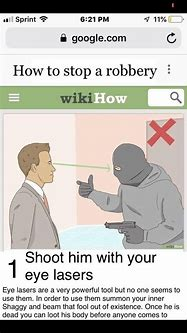 Sprint 6:21 PM 91%
google.com
How to stop a robbery
wikiHow
1 Shoot him with your
eye lasers
Eye lasers are a very powerful tool but no one seems to
use them. In order to use them summon your inner
Shaggy and beam that fool out of existence. Once he is
dead you can loot his body before anyone comes to